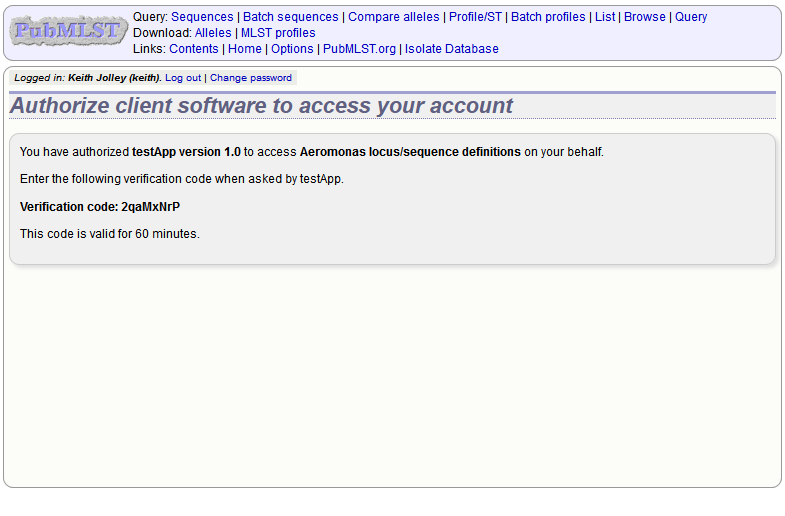 PubMLST
Query: Sequences | Batch sequences | Compare alleles | Profile/ST | Batch profiles | List | Browse | Query
Download: Alleles | MLST profiles
Links: Contents | Home | Options | PubMLST.org | Isolate Database
Logged in: Keith Jolley (keith). Log out | Change password
Authorize client software to access your account
You have authorized testApp version 1.0 to access Aeromonas locus/sequence definitions on your behalf.
Enter the following verification code when asked by testApp.
Verification code: 2qaMxNrP
This code is valid for 60 minutes.